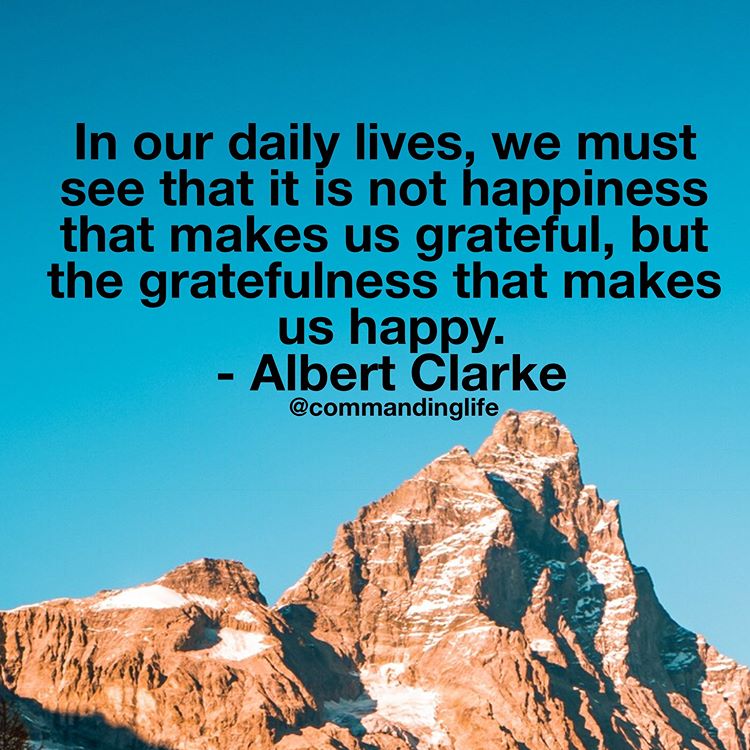 In our daily lives, we must
see that it is not happiness
that makes us grateful, but
the gratefulness that makes
us happy.
- Albert Clarke
@commandinglife